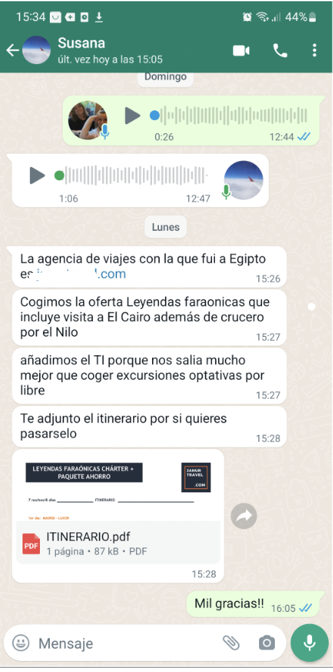 15:34 44%
Susana
últ. vez hoy a las 15:05
Domingo
0:26 12:44
1:06 12:47
Lunes
La agencia de viajes con la que fui a Egipto
es .com
15:26
Cogimos la oferta Leyendas faraonicas que
incluye visita a El Cairo además de crucero
por el Nilo
15:27
añadimos el TI porque nos salia mucho
mejor que coger excursiones optativas por
libre
15:27
Te adjunto el itinerario por si quieres
pasarselo
15:28
LEYENDAS FARAÓNICAS CHÁRTER +
PAQUETE AHORRO
TRAVEL
.COM
ITINERARIO
PDF
ITINERARIO.pdf
1 página • 87 kB • PDF
15:28
Mil gracias!! 16:05
Mensaje